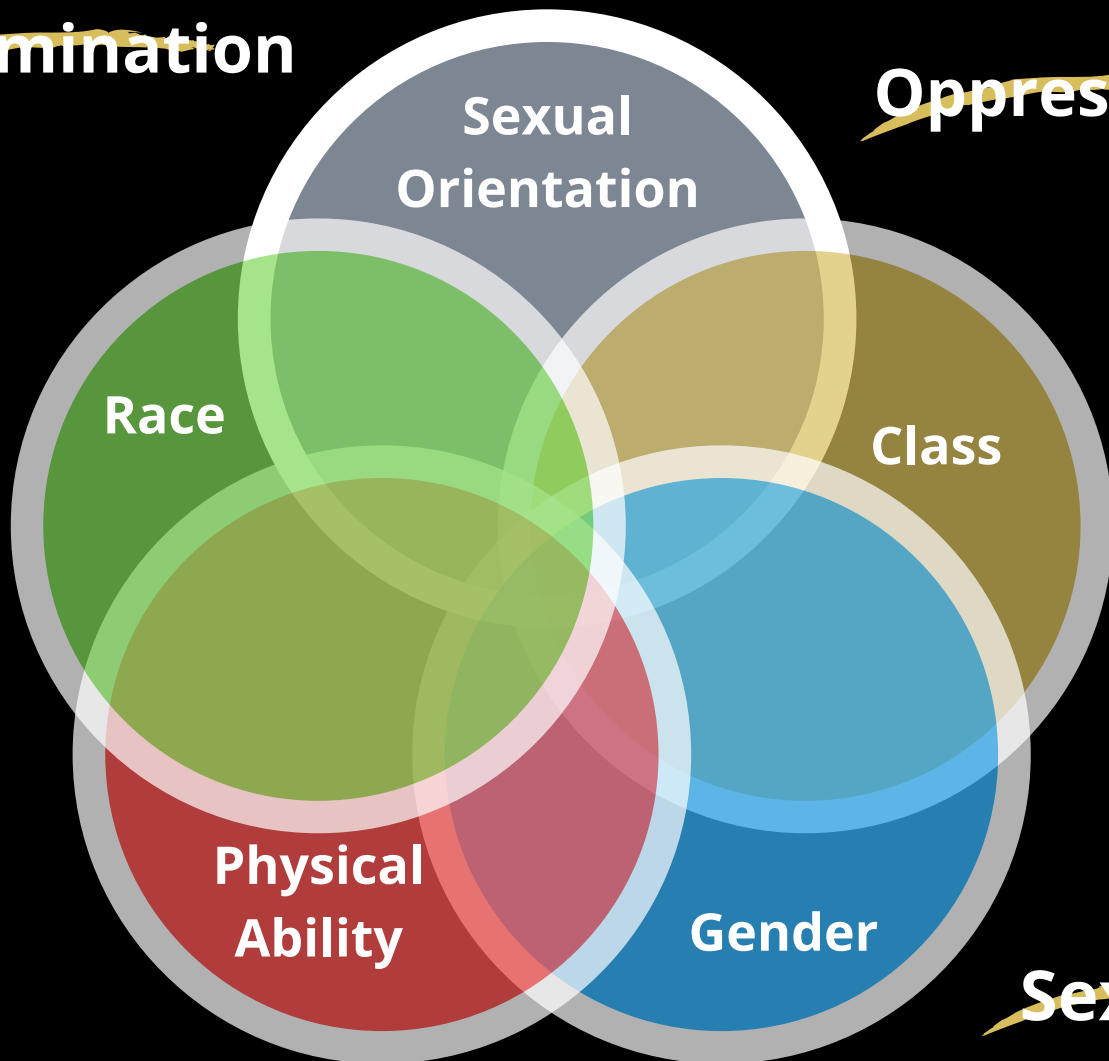 mination
Oppres
Sexual
Orientation
Race
Class
Physical
Ability
Gender
Sex